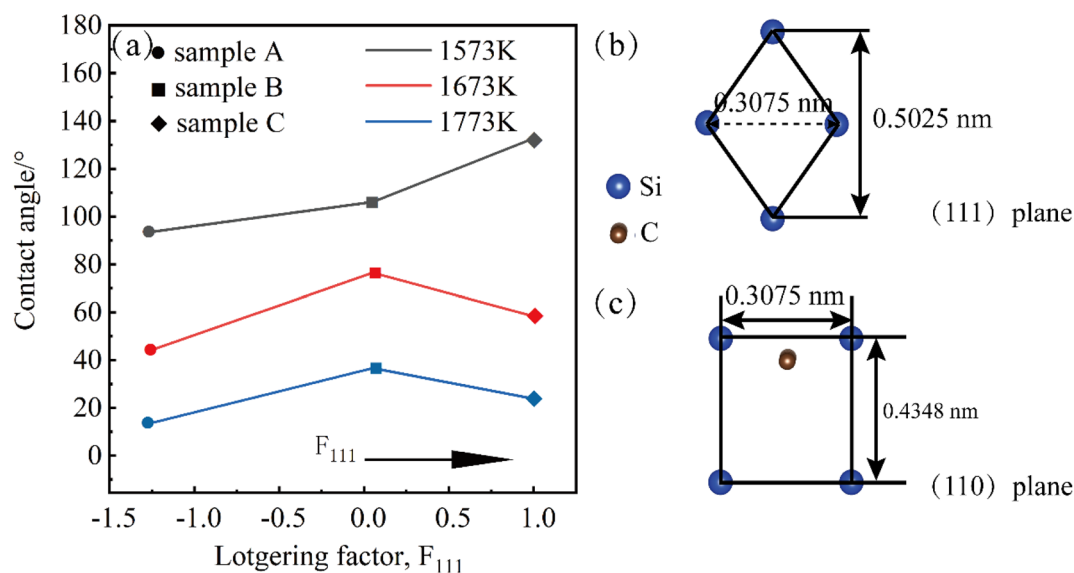 (a)
sample A
sample B
sample C
1573K
1673K
1773K
180
160
140
120
100
80
60
40
20
0
Contact angle/°
F111
-1.5
-1.0
-0.5
0.0
0.5
1.0
Lotgering factor, F111
(b)
0.3075 nm
0.5025 nm
Si
C
(111) plane
(c)
0.3075 nm
0.4348 nm
(110) plane